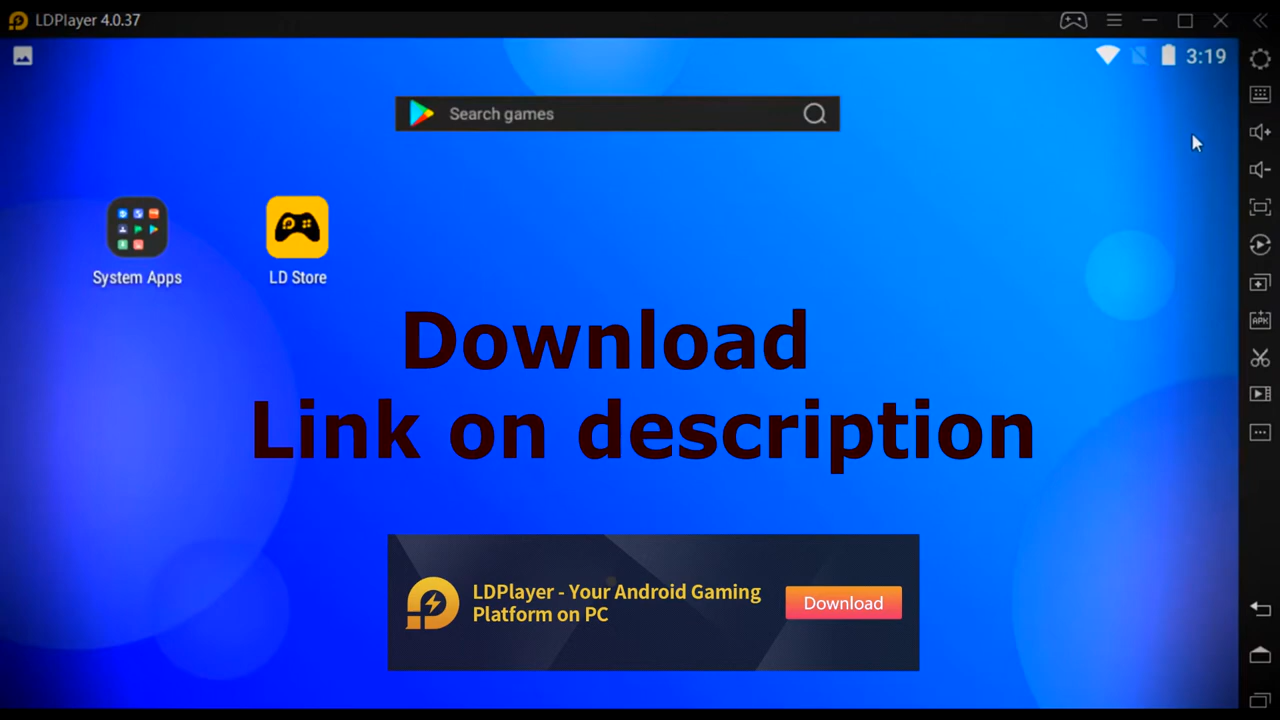 LDPlayer 4.0.37
3:19
Search games
System Apps
LD Store
Download
Link on description
LDPlayer - Your Android Gaming
Platform on PC
Download
APK